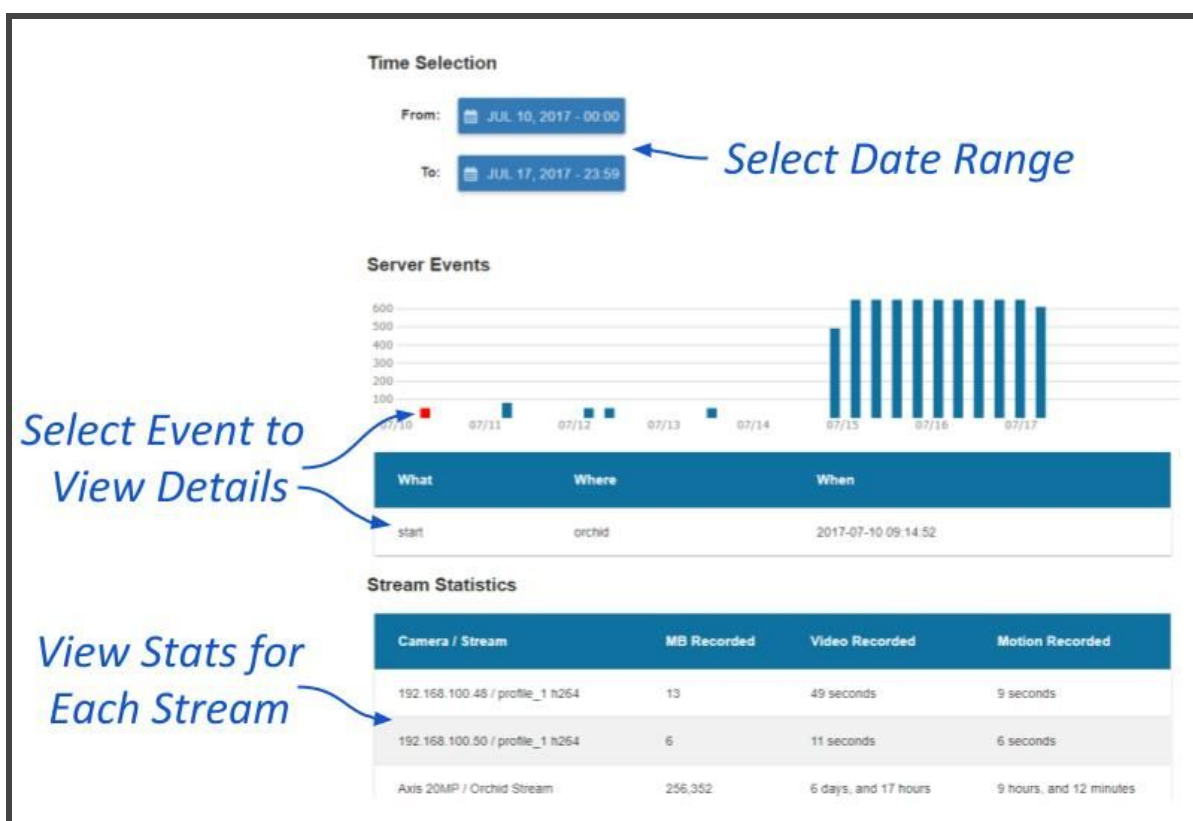 Time Selection
From: JUL 10, 2017 - 00:00
Select Date Range
To: JUL 17, 2017 - 23:59
Server Events
600
500
400
300
200
100
07/10 07/11 07/12 07/13 07/14 07/15 07/16 07/17
Select Event to
View Details
What Where When
start orchid 2017-07-10 09:14:52
Stream Statistics
View Stats for
Each Stream
Camera / Stream MB Recorded Video Recorded Motion Recorded
192.168.100.48 / profile_1 h264 13 49 seconds 9 seconds
192.168.100.50 / profile_1 h264 6 11 seconds 6 seconds
Axis 20MP / Orchid Stream 256,352 6 days, and 17 hours 9 hours, and 12 minutes